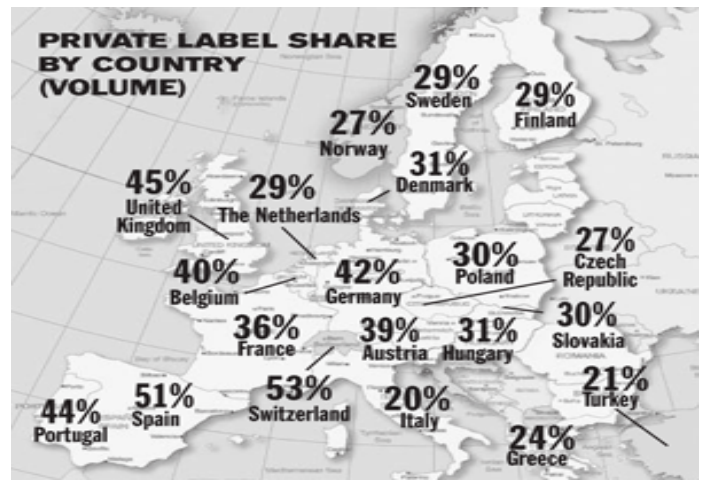 PRIVATE LABEL SHARE
BY COUNTRY
(VOLUME)
29%
Sweden
29%
Finland
27%
Norway
31%
Denmark
45%
United
Kingdom
29%
The Netherlands
40%
Belgium
42%
Germany
30%
Poland
27%
Czech
Republic
36%
France
39%
Austria
31%
Hungary
30%
Slovakia
44%
Portugal
51%
Spain
53%
Switzerland
20%
Italy
21%
Turkey
24%
Greece